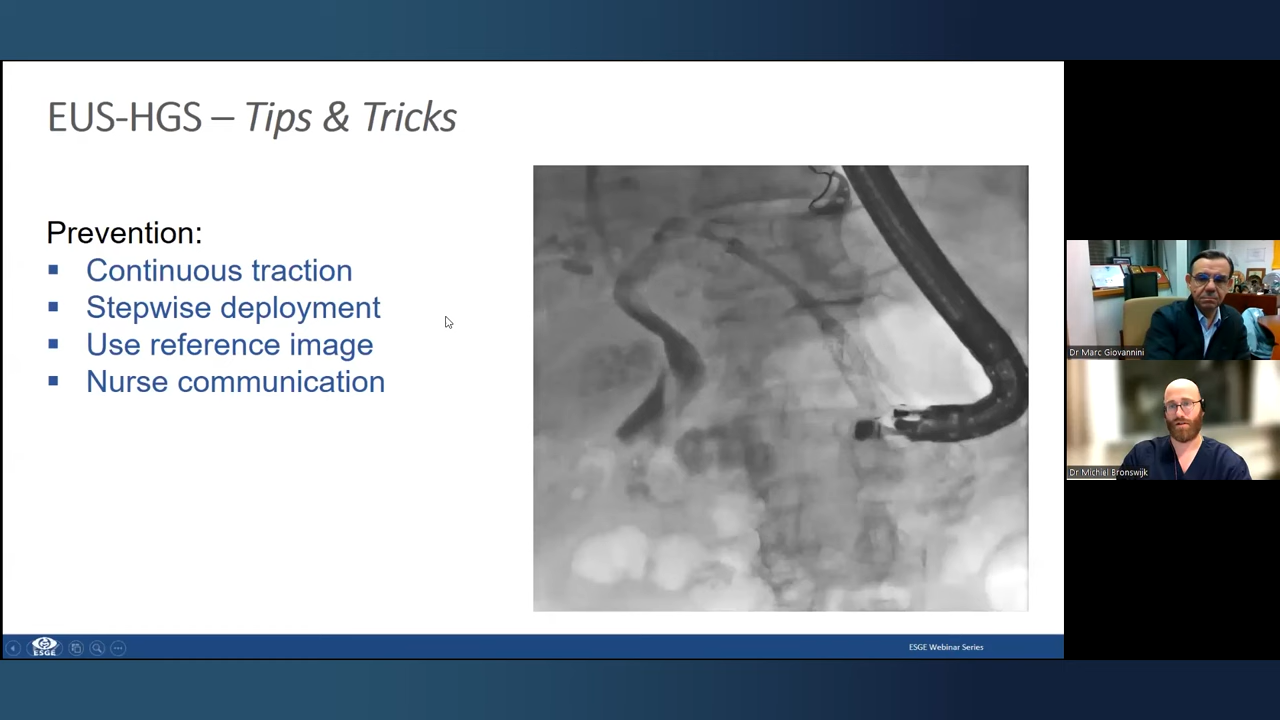 EUS-HGS – Tips & Tricks
Prevention:
▪ Continuous traction
▪ Stepwise deployment
▪ Use reference image
▪ Nurse communication
Dr Marc Giovannini
Dr Michiel Bronswijk
ESGE
ESGE Webinar Series